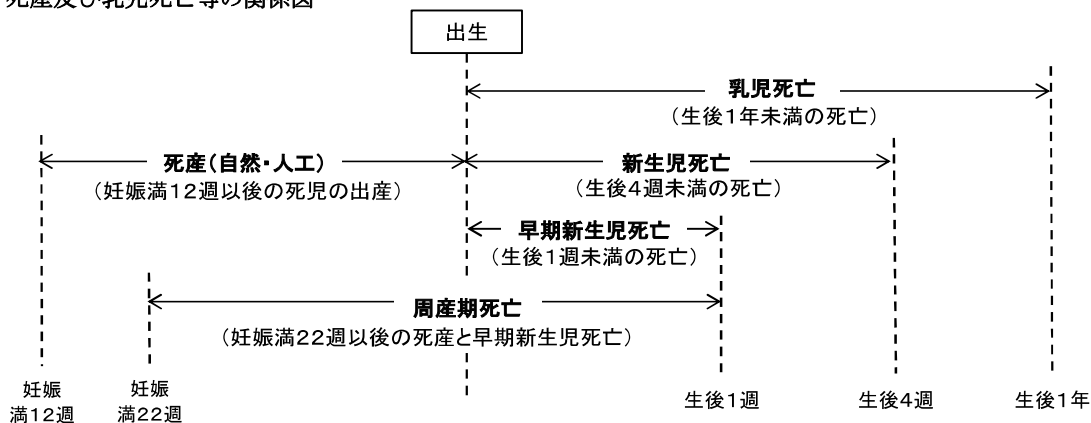 死産及び乳児死亡等の関係図
出生
乳児死亡
（生後1年未満の死亡）
死産（自然・人工）
（妊娠満12週以後の死児の出産）
新生児死亡
（生後4週未満の死亡）
早期新生児死亡
（生後1週未満の死亡）
周産期死亡
（妊娠満22週以後の死産と早期新生児死亡）
妊娠
満12週
妊娠
満22週
生後1週
生後4週
生後1年